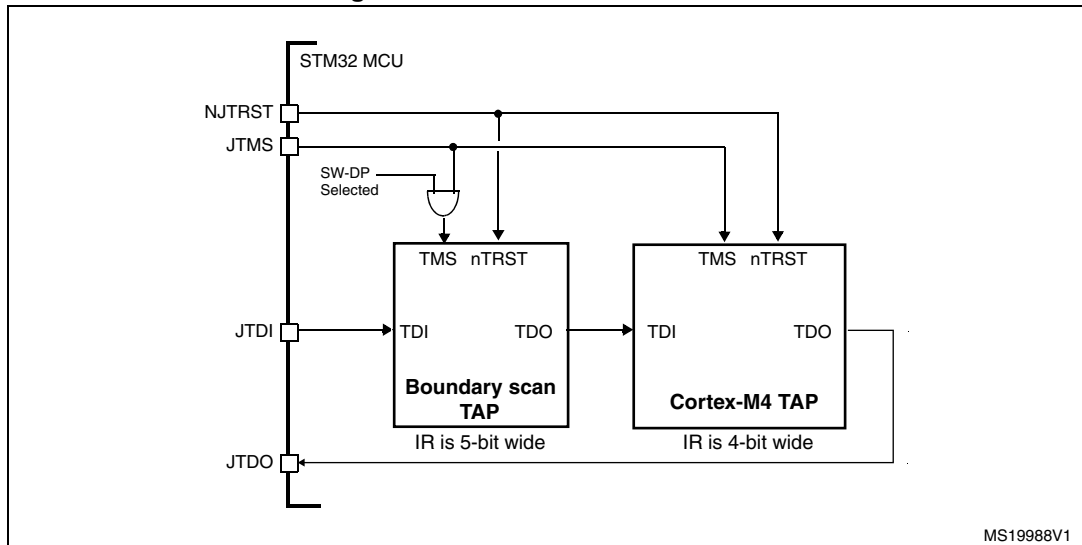 STM32 MCU
NJTRST
JTMS
SW-DP
Selected
TMS nTRST
TMS nTRST
JTDI
TDI
TDO
TDI
TDO
Boundary scan
TAP
Cortex-M4 TAP
IR is 5-bit wide
IR is 4-bit wide
JTDO
MS19988V1